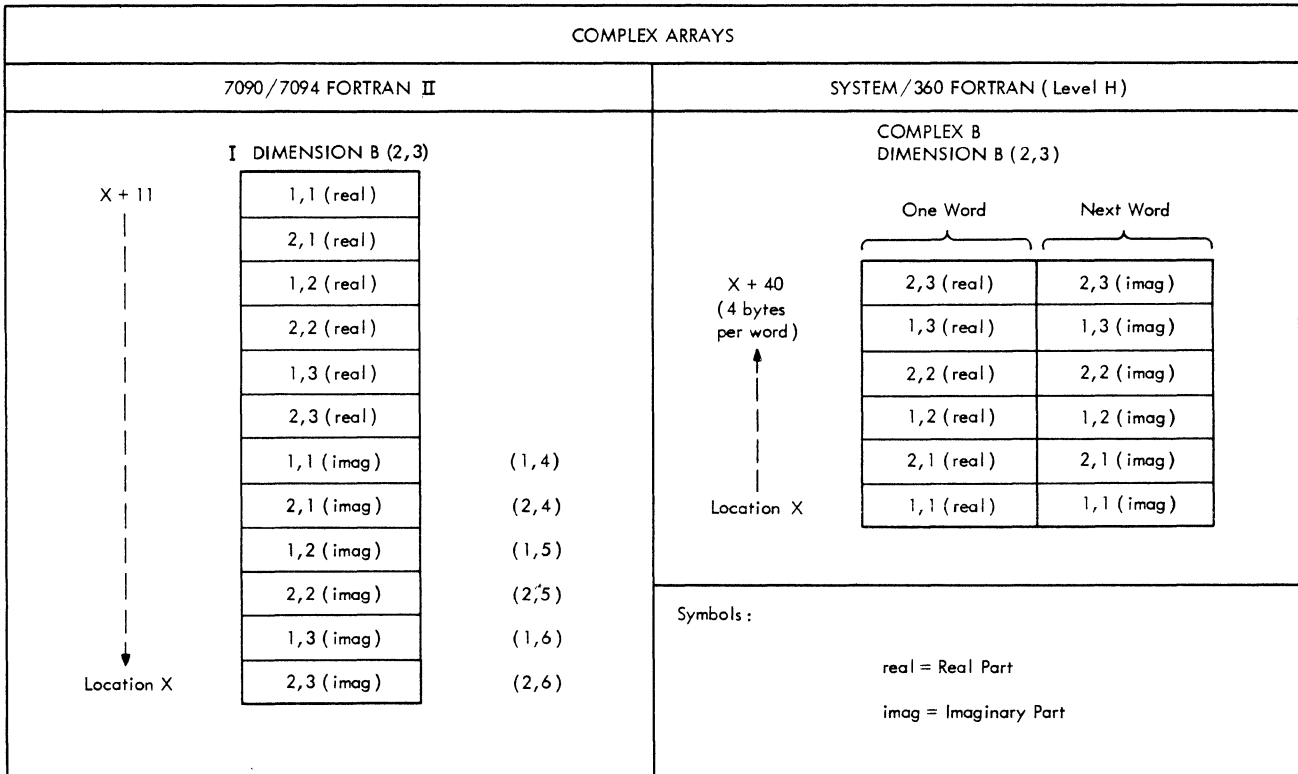 COMPLEX ARRAYS
7090/7094 FORTRAN II
I DIMENSION B (2,3)
X + 11
1,1 (real)
2,1 (real)
1,2 (real)
2,2 (real)
1,3 (real)
2,3 (real)
1,1 (imag) (1,4)
2,1 (imag) (2,4)
1,2 (imag) (1,5)
2,2 (imag) (2,5)
1,3 (imag) (1,6)
Location X 2,3 (imag) (2,6)
SYSTEM/360 FORTRAN (Level H)
COMPLEX B
DIMENSION B (2,3)
One Word Next Word
X + 40
(4 bytes
per word)
2,3 (real) 2,3 (imag)
1,3 (real) 1,3 (imag)
2,2 (real) 2,2 (imag)
1,2 (real) 1,2 (imag)
2,1 (real) 2,1 (imag)
Location X 1,1 (real) 1,1 (imag)
Symbols:
real = Real Part
imag = Imaginary Part